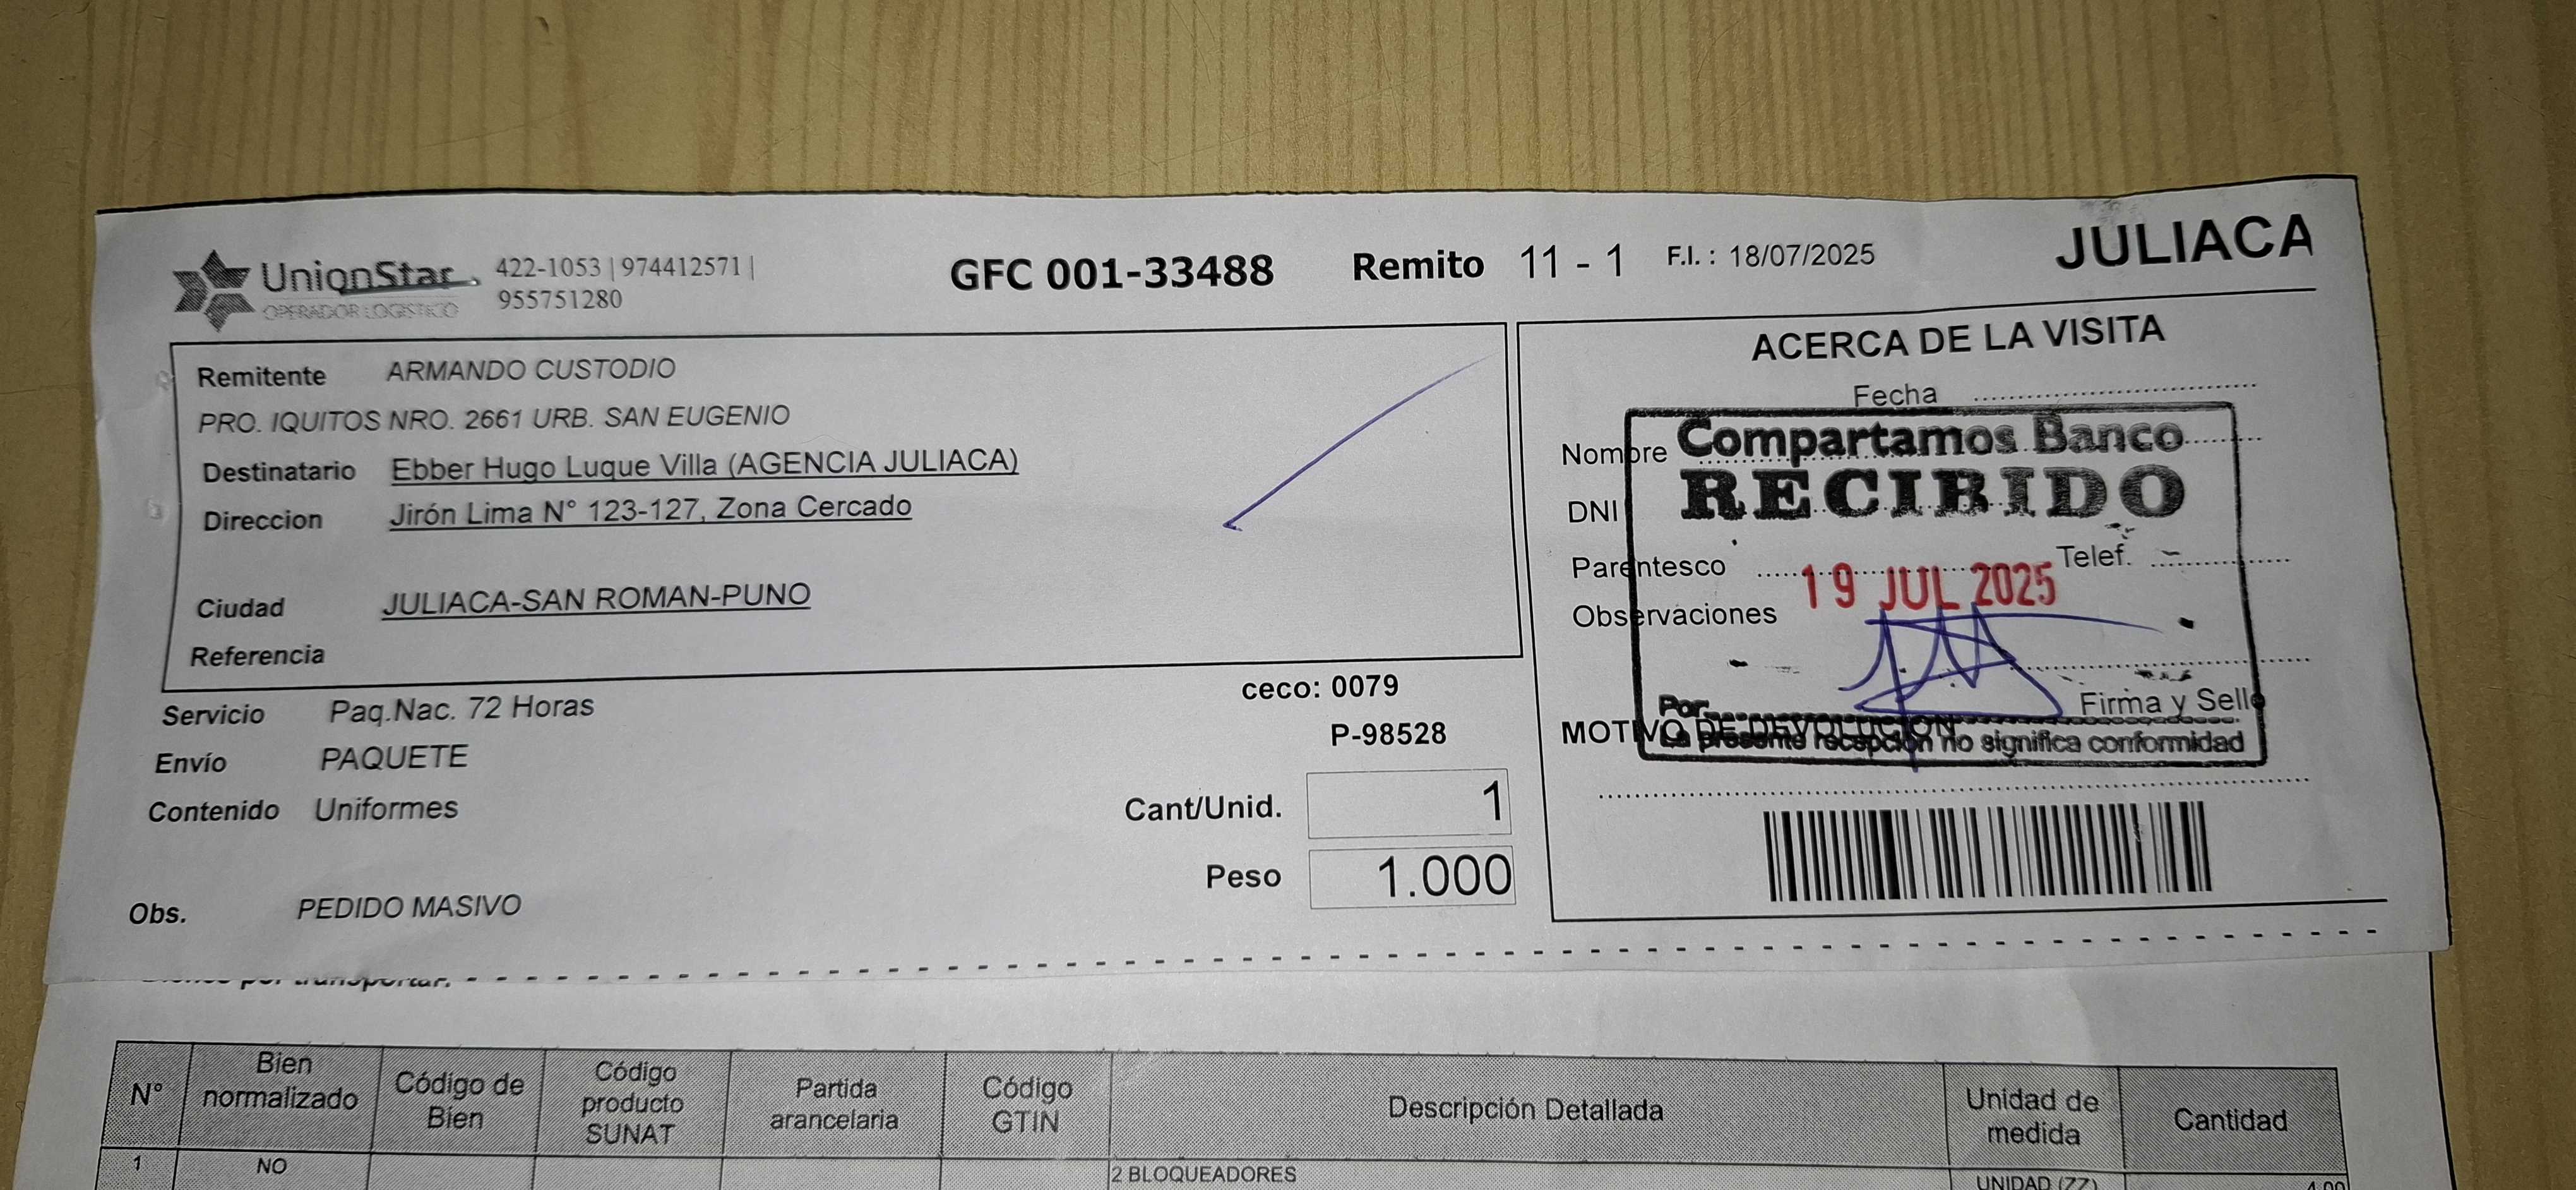 UnionStar
OPERADOR LOGISTICO
422-1053 | 974412571 |
955751280
GFC 001-33488
Remito 11 - 1
F.I. : 18/07/2025
JULIACA
Remitente ARMANDO CUSTODIO
PRO. IQUITOS NRO. 2661 URB. SAN EUGENIO
Destinatario Ebber Hugo Luque Villa (AGENCIA JULIACA)
Direccion Jirón Lima N° 123-127, Zona Cercado
Ciudad JULIACA-SAN ROMAN-PUNO
Referencia
Servicio Paq.Nac. 72 Horas
Envío PAQUETE
Contenido Uniformes
Obs. PEDIDO MASIVO
ceco: 0079
P-98528
Cant/Unid. 1
Peso 1.000
ACERCA DE LA VISITA
Fecha
Nombre
DNI
Parentesco
Telef.
Observaciones
Firma y Sello
MOTIVO DE DEVOLUCION
Compartamos Banco
RECIBIDO
19 JUL 2025
Por
La presente recepción no significa conformidad
N°
Bien normalizado
Código de Bien
Código producto SUNAT
Partida arancelaria
Código GTIN
Descripción Detallada
Unidad de medida
Cantidad
1 NO 2 BLOQUEADORES UNIDAD (ZZ)